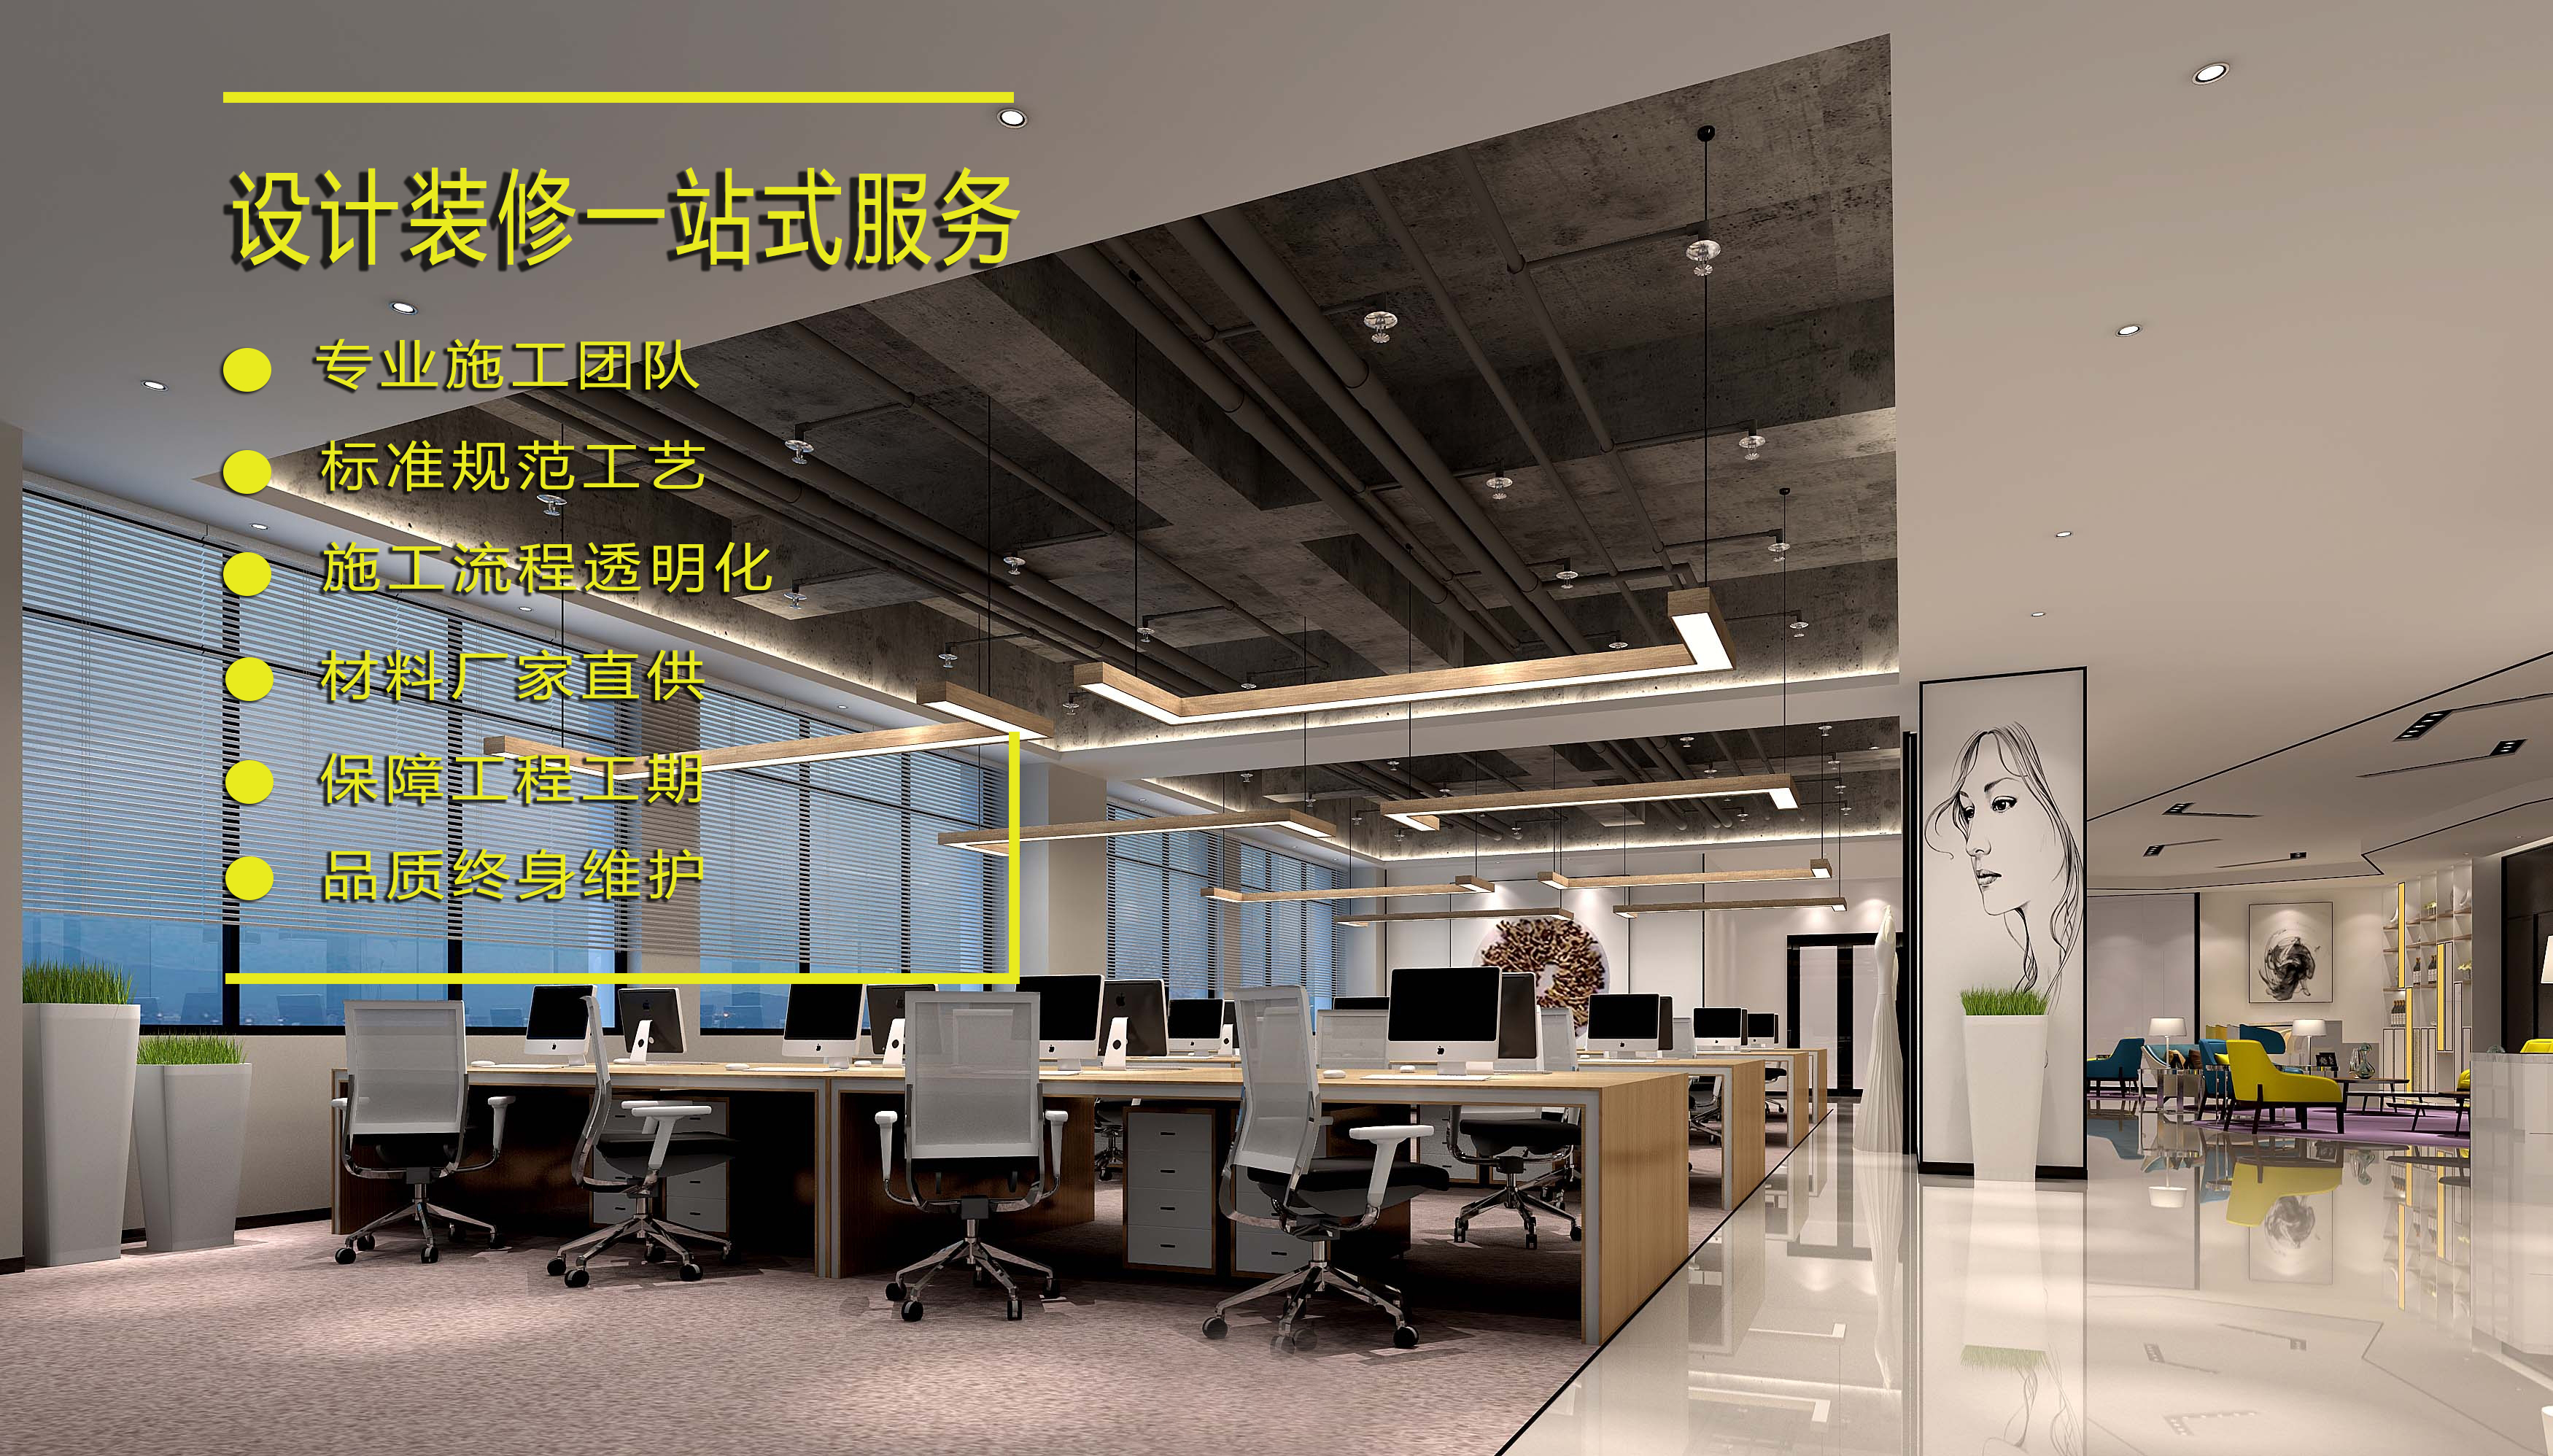 设计装修一站式服务
专业施工团队
标准规范工艺
施工流程透明化
材料厂家直供
保障工程工期
品质终身维护